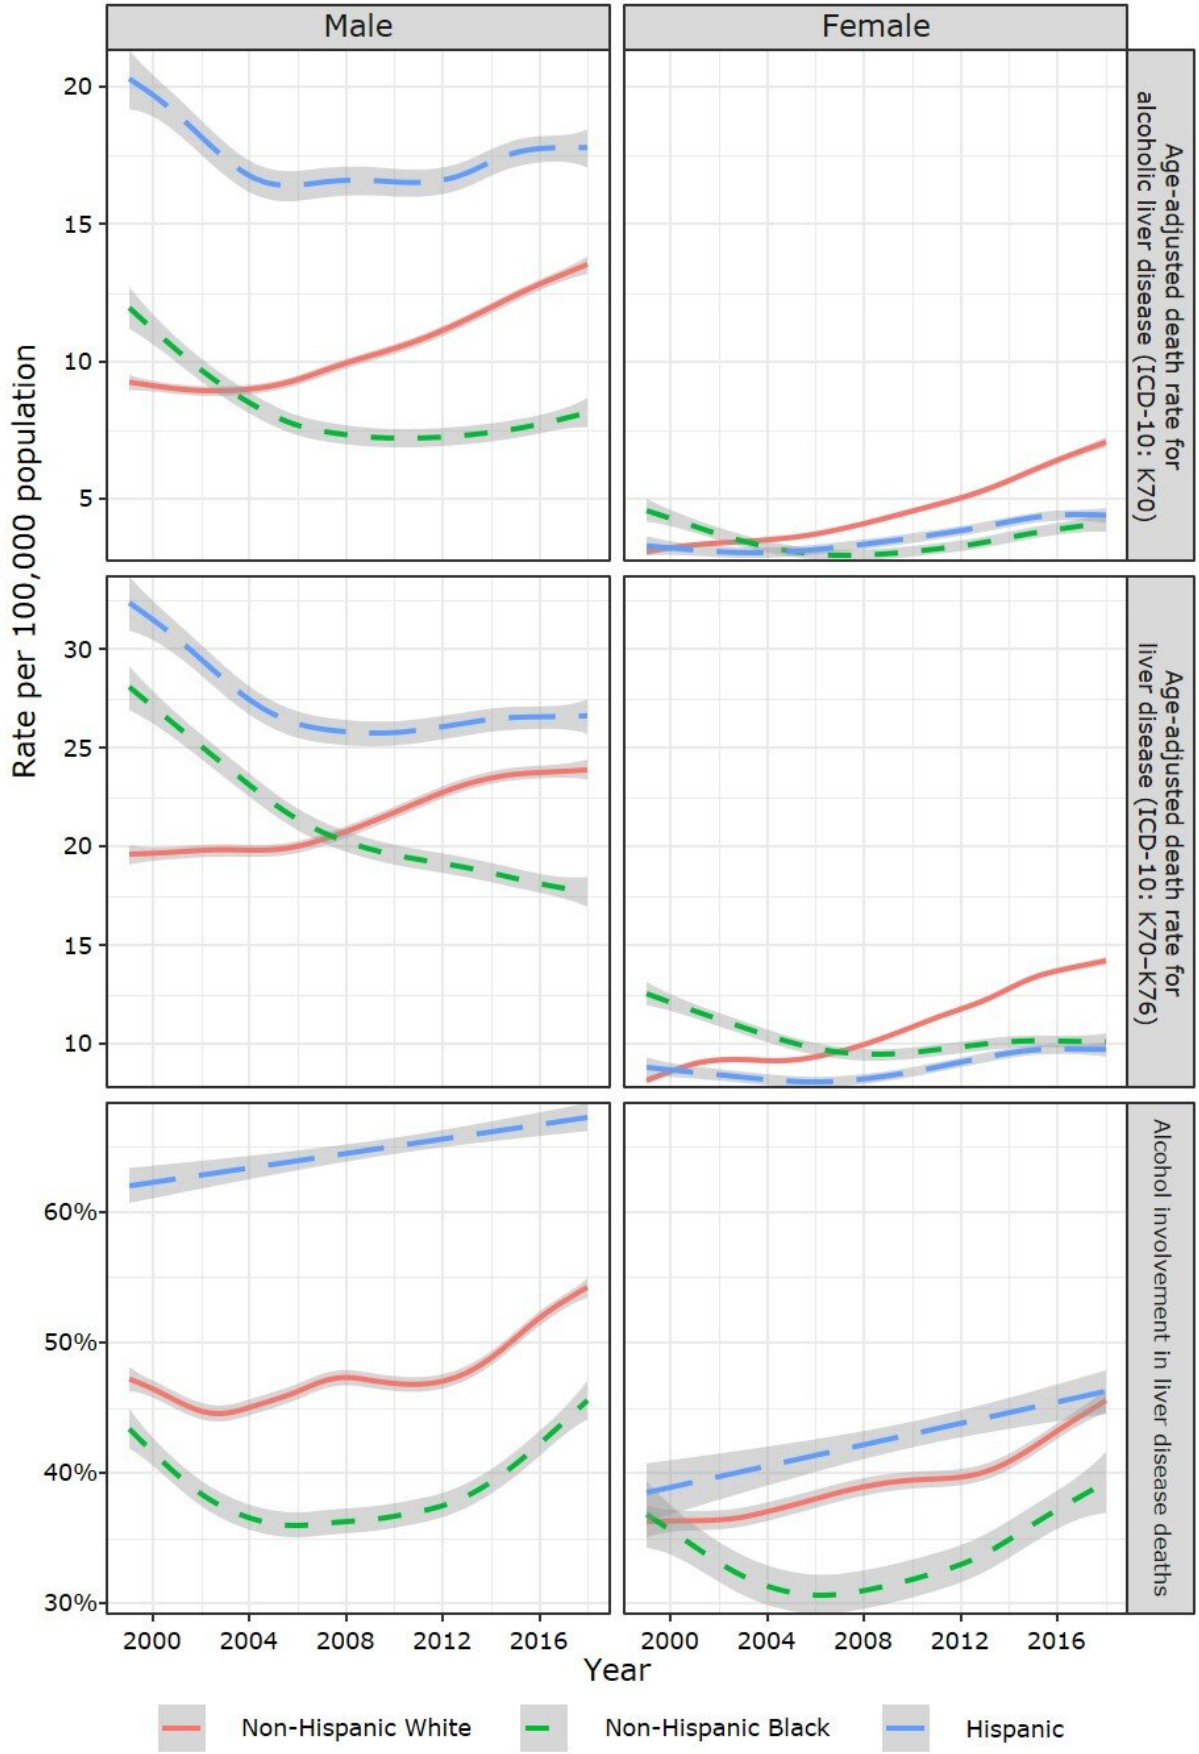 Male
Female
20
15
10
5
Age-adjusted death rate for
alcoholic liver disease (ICD-10: K70)
Rate per 100,000 population
30
25
20
15
10
Age-adjusted death rate for
liver disease (ICD-10: K70–K76)
60%
50%
40%
30%
Alcohol involvement in liver disease deaths
2000 2004 2008 2012 2016
2000 2004 2008 2012 2016
Year
Non-Hispanic White
Non-Hispanic Black
Hispanic